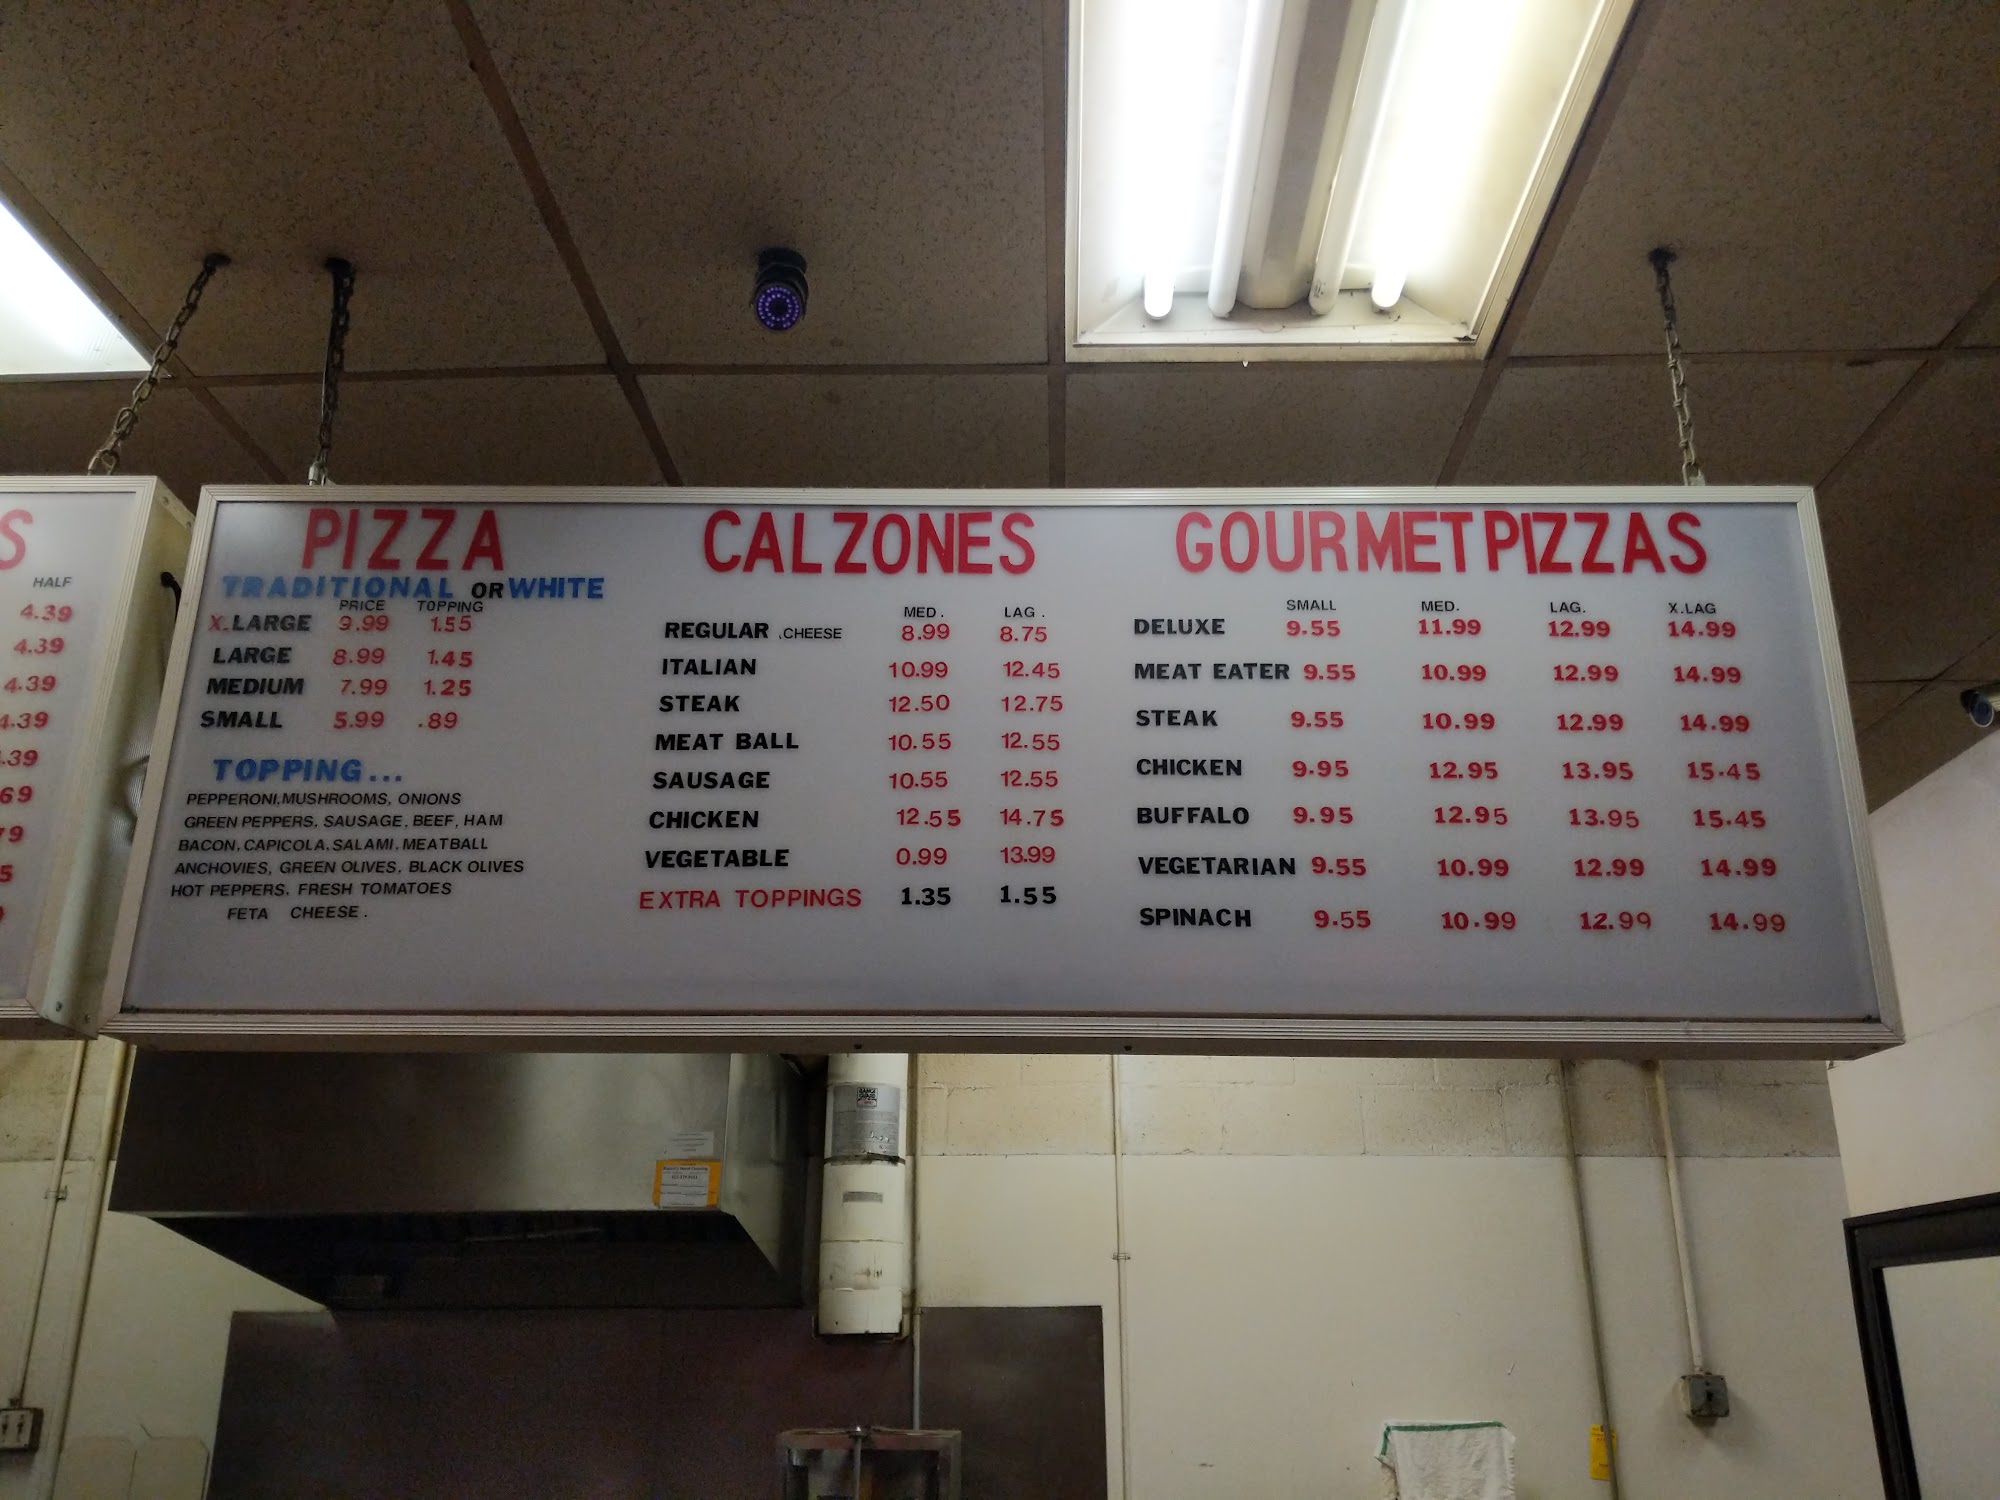 S
HALF
4.39
4.39
4.39
4.39
.39
69
79
5
PIZZA
TRADITIONAL OR WHITE
PRICE TOPPING
X.LARGE 9.99 1.55
LARGE 8.99 1.45
MEDIUM 7.99 1.25
SMALL 5.99 .89
TOPPING...
PEPPERONI, MUSHROOMS, ONIONS
GREEN PEPPERS, SAUSAGE, BEEF, HAM
BACON, CAPICOLA, SALAMI, MEATBALL
ANCHOVIES, GREEN OLIVES, BLACK OLIVES
HOT PEPPERS, FRESH TOMATOES
FETA CHEESE.
CALZONES
MED. LAG.
REGULAR .CHEESE 8.99 8.75
ITALIAN 10.99 12.45
STEAK 12.50 12.75
MEAT BALL 10.55 12.55
SAUSAGE 10.55 12.55
CHICKEN 12.55 14.75
VEGETABLE 0.99 13.99
EXTRA TOPPINGS 1.35 1.55
GOURMET PIZZAS
SMALL MED. LAG. X.LAG
DELUXE 9.55 11.99 12.99 14.99
MEAT EATER 9.55 10.99 12.99 14.99
STEAK 9.55 10.99 12.99 14.99
CHICKEN 9.95 12.95 13.95 15.45
BUFFALO 9.95 12.95 13.95 15.45
VEGETARIAN 9.55 10.99 12.99 14.99
SPINACH 9.55 10.99 12.99 14.99